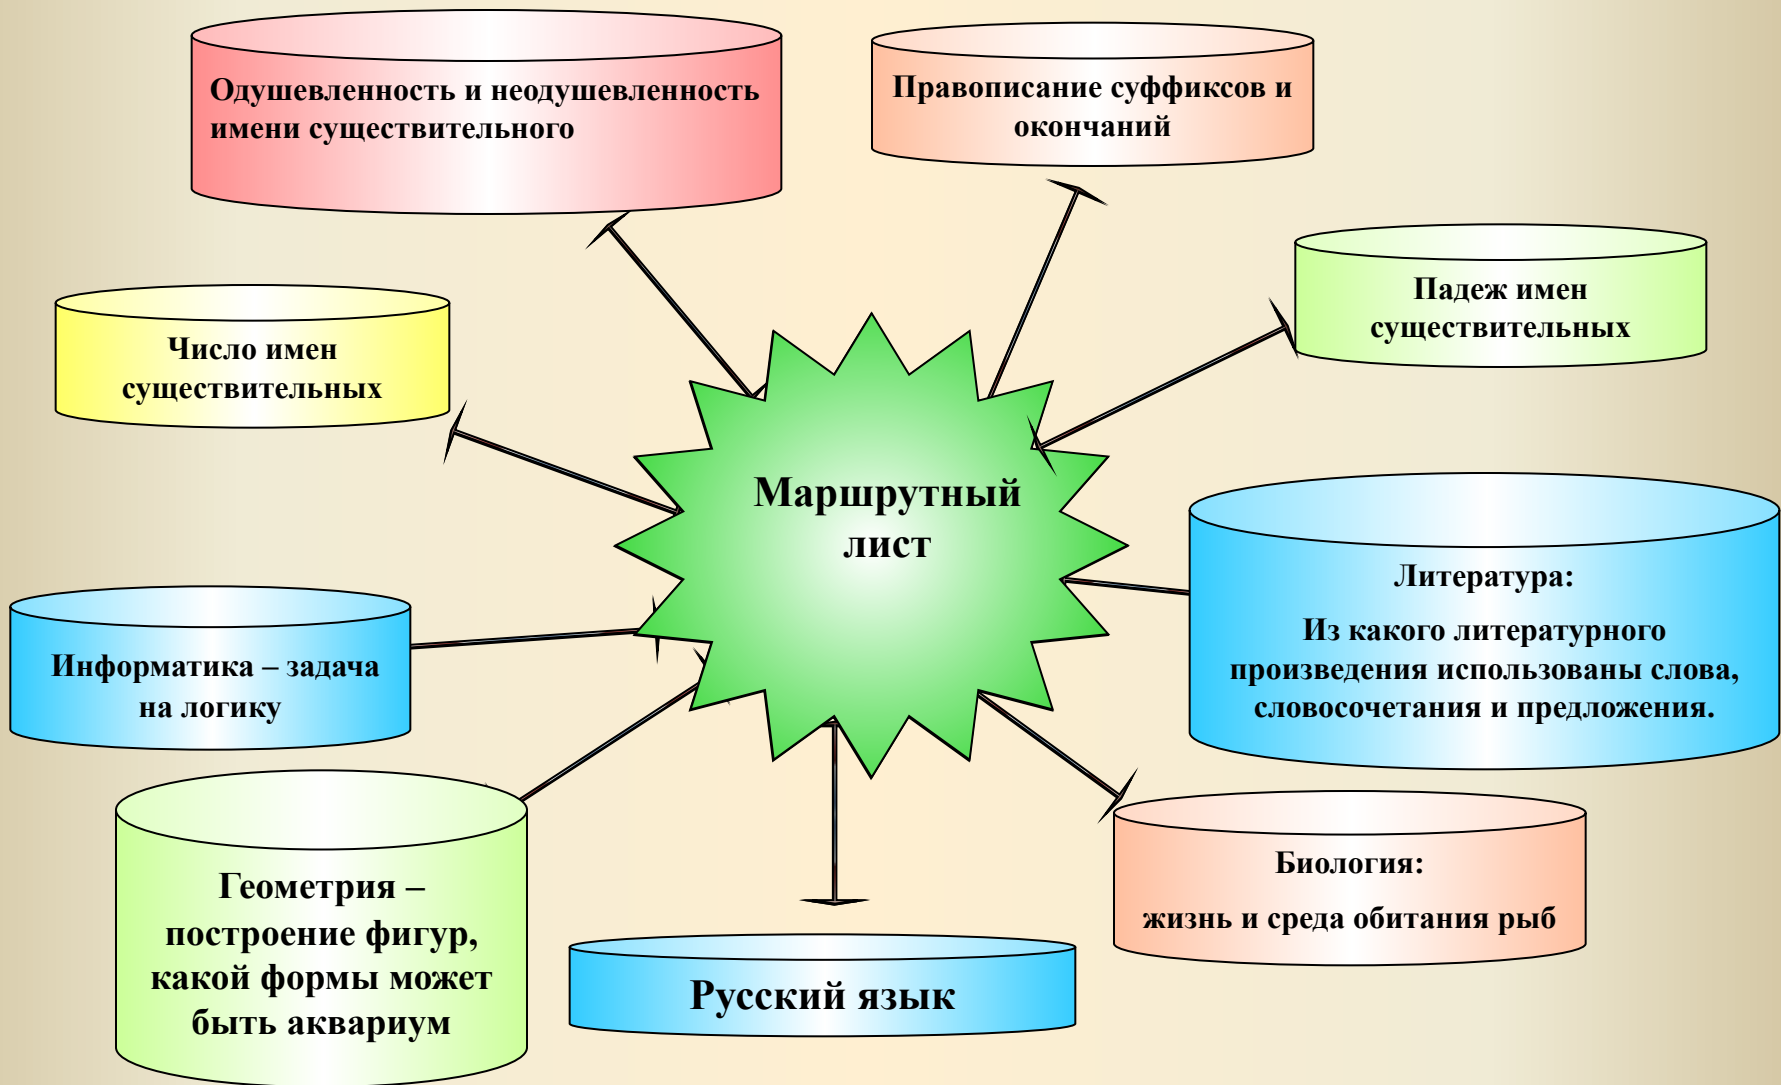 Одушевленность и неодушевленность
имени существительного
Правописание суффиксов и
окончаний
Падеж имен
существительных
Число имен
существительных
Маршрутный
лист
Литература:
Из какого литературного
произведения использованы слова,
словосочетания и предложения.
Информатика – задача
на логику
Геометрия –
построение фигур,
какой формы может
быть аквариум
Русский язык
Биология:
жизнь и среда обитания рыб